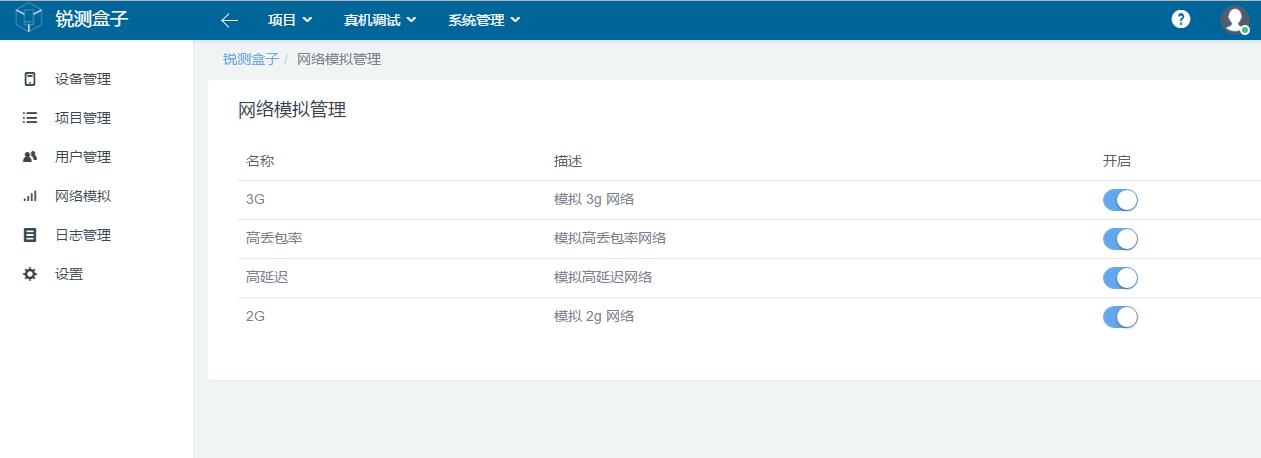 锐测盒子 项目 真机调试 系统管理 ?
锐测盒子 / 网络模拟管理
设备管理
项目管理
用户管理
网络模拟
日志管理
设置
网络模拟管理
名称 描述 开启
3G 模拟 3g 网络
高丢包率 模拟高丢包率网络
高延迟 模拟高延迟网络
2G 模拟 2g 网络